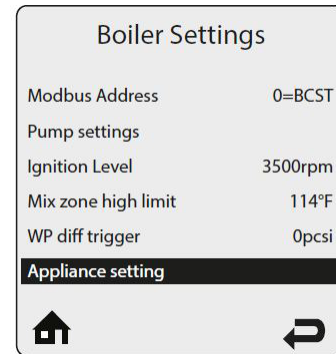 Boiler Settings
Modbus Address 0=BCST
Pump settings
Ignition Level 3500rpm
Mix zone high limit 114°F
WP diff trigger 0pcsi
Appliance setting